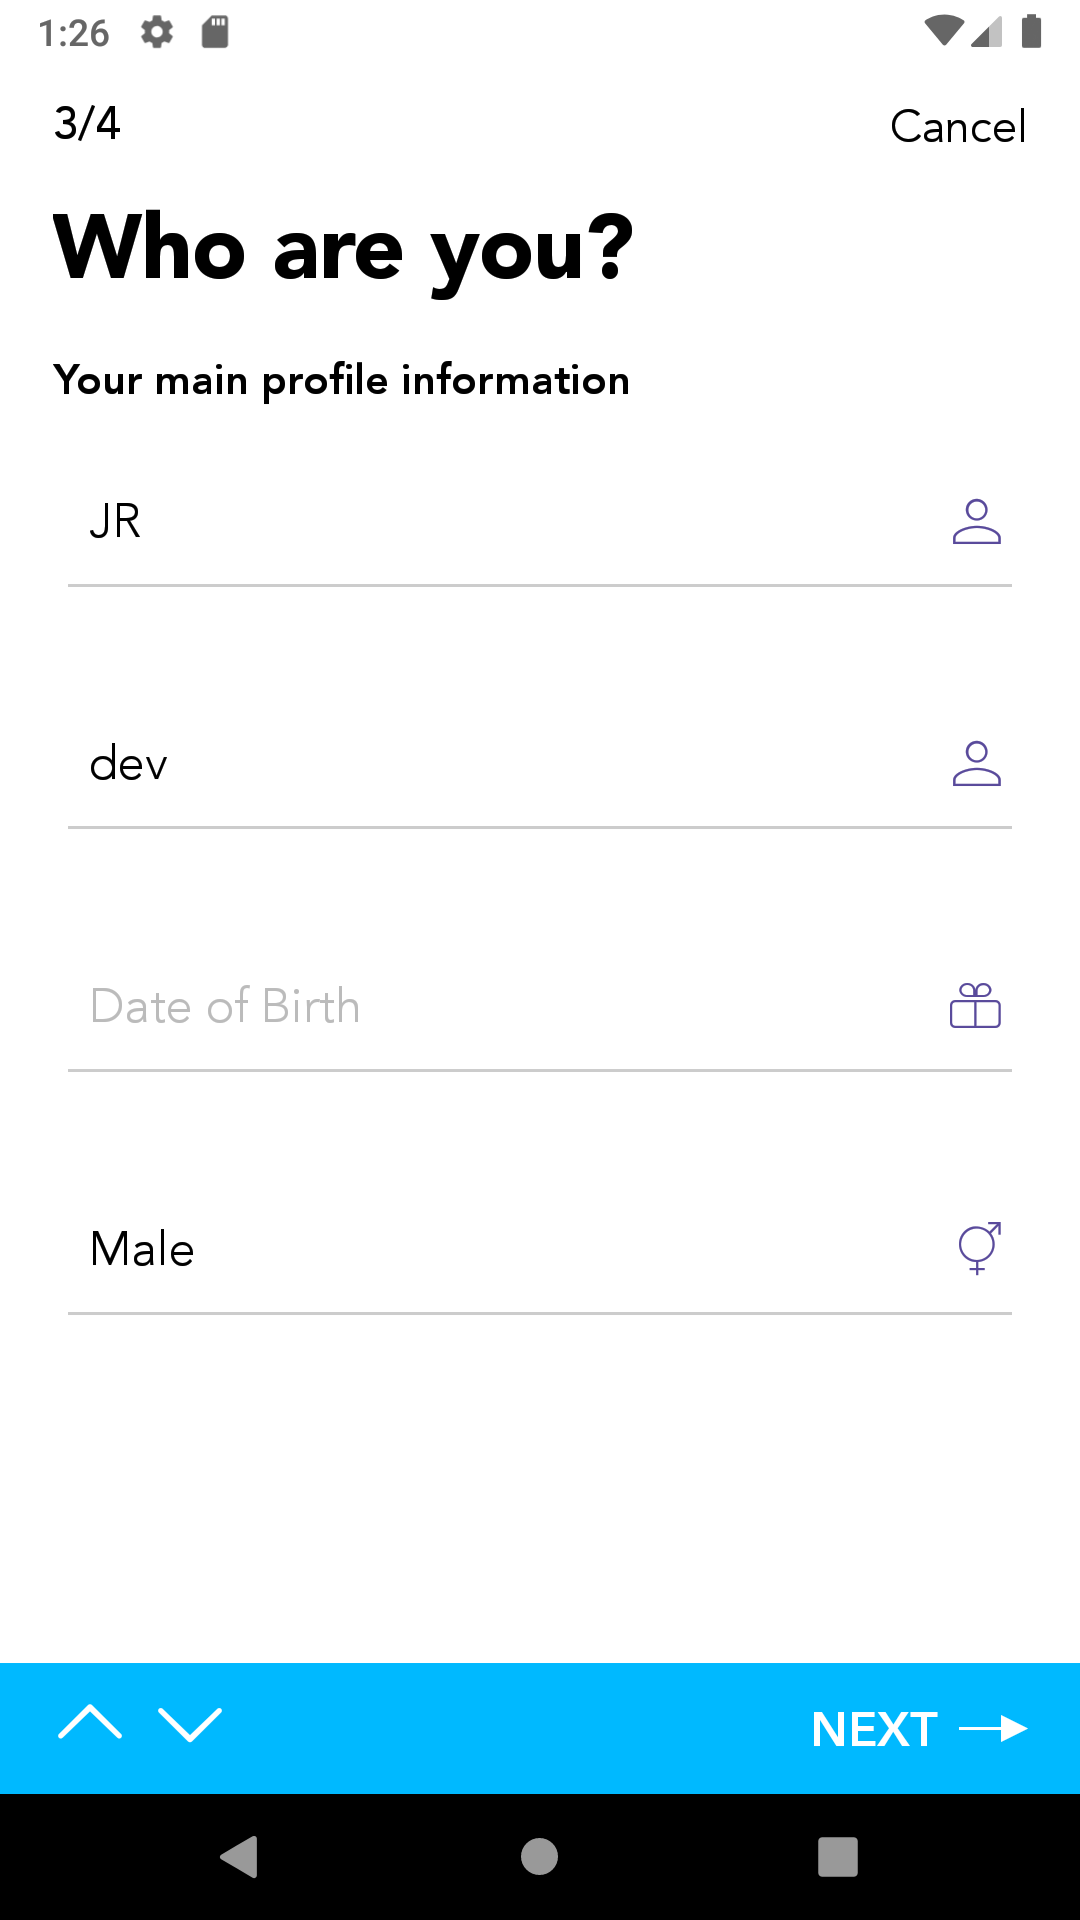 1:26
3/4
Cancel
Who are you?
Your main profile information
JR
dev
Date of Birth
Male
NEXT